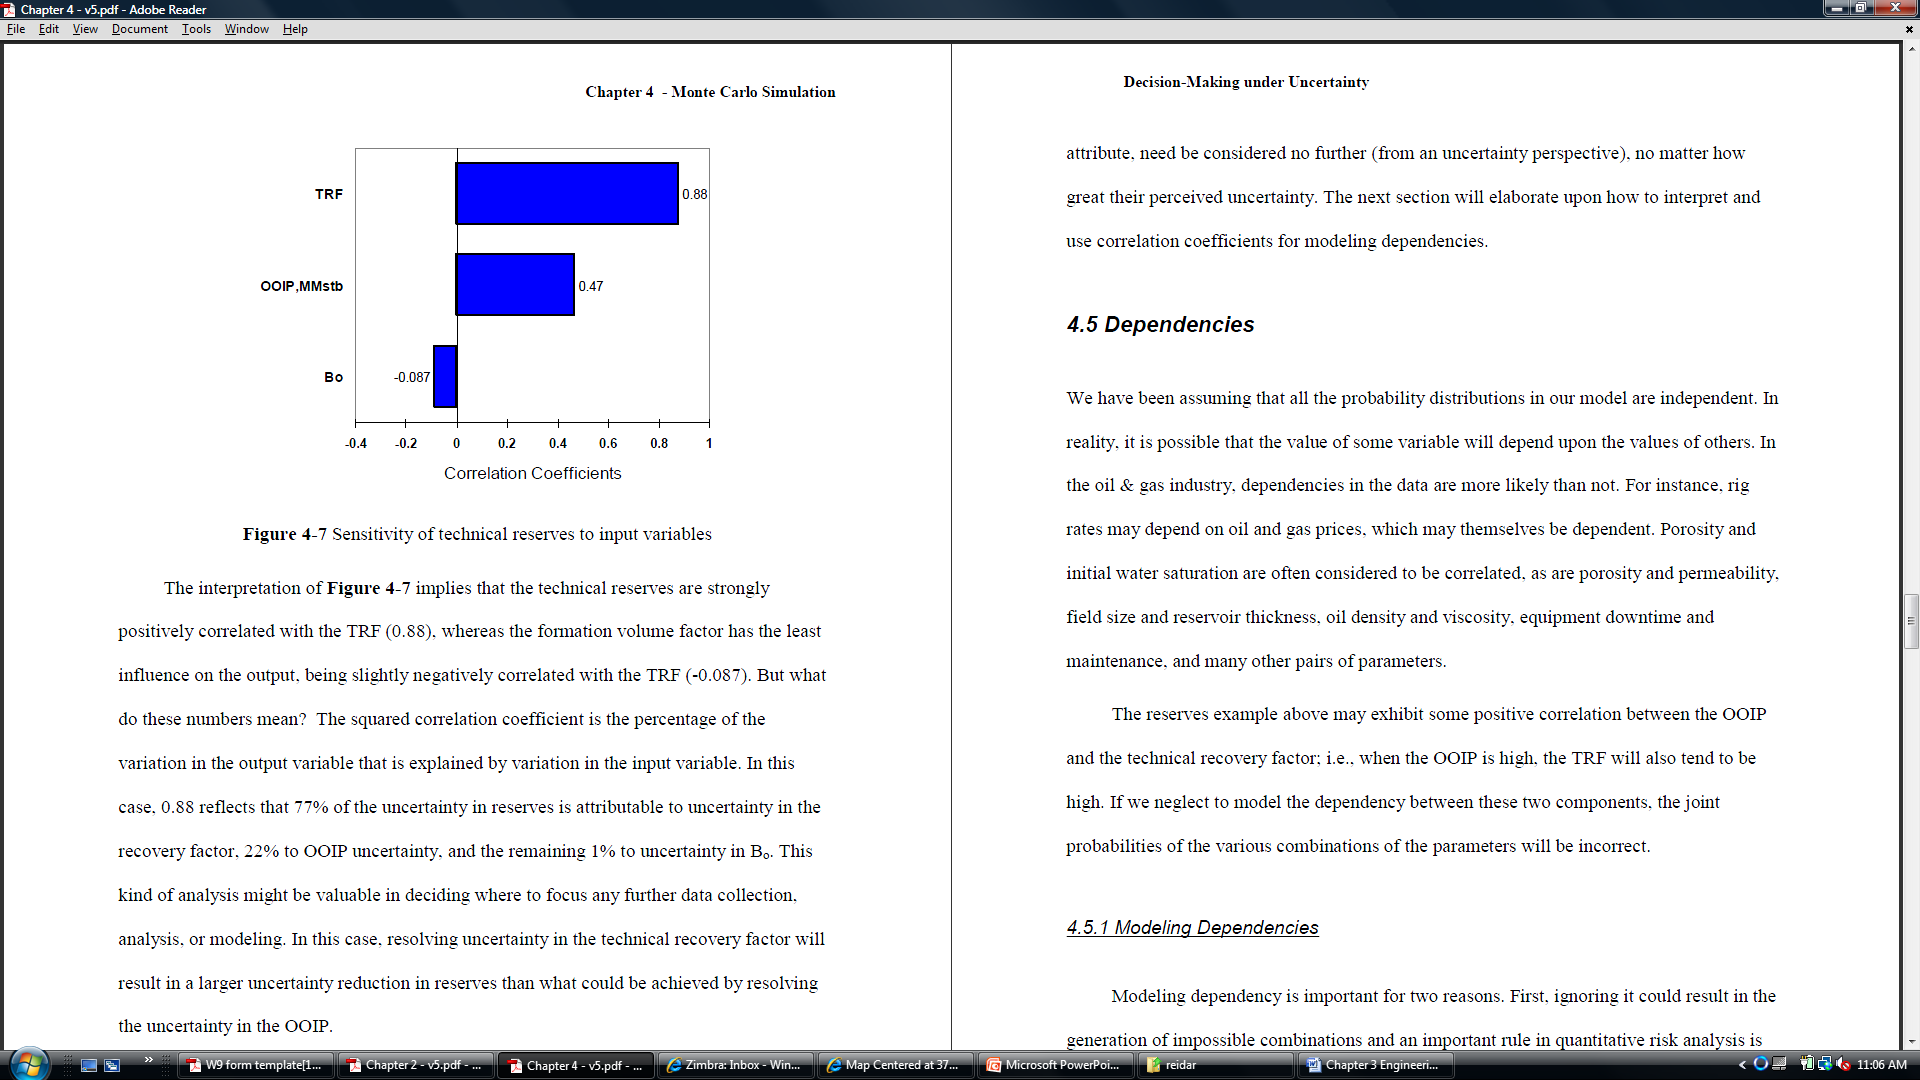 Chapter 4 - v5.pdf - Adobe Reader
File Edit View Document Tools Window Help
Chapter 4 - Monte Carlo Simulation
TRF
0.88
OOIP,MMstb
0.47
Bo
-0.087
-0.4 -0.2 0 0.2 0.4 0.6 0.8 1
Correlation Coefficients
Figure 4-7 Sensitivity of technical reserves to input variables
The interpretation of Figure 4-7 implies that the technical reserves are strongly
positively correlated with the TRF (0.88), whereas the formation volume factor has the least
influence on the output, being slightly negatively correlated with the TRF (-0.087). But what
do these numbers mean?  The squared correlation coefficient is the percentage of the
variation in the output variable that is explained by variation in the input variable. In this
case, 0.88 reflects that 77% of the uncertainty in reserves is attributable to uncertainty in the
recovery factor, 22% to OOIP uncertainty, and the remaining 1% to uncertainty in Bₒ. This
kind of analysis might be valuable in deciding where to focus any further data collection,
analysis, or modeling. In this case, resolving uncertainty in the technical recovery factor will
result in a larger uncertainty reduction in reserves than what could be achieved by resolving
the uncertainty in the OOIP.
Decision-Making under Uncertainty
attribute, need be considered no further (from an uncertainty perspective), no matter how
great their perceived uncertainty. The next section will elaborate upon how to interpret and
use correlation coefficients for modeling dependencies.
4.5 Dependencies
We have been assuming that all the probability distributions in our model are independent. In
reality, it is possible that the value of some variable will depend upon the values of others. In
the oil & gas industry, dependencies in the data are more likely than not. For instance, rig
rates may depend on oil and gas prices, which may themselves be dependent. Porosity and
initial water saturation are often considered to be correlated, as are porosity and permeability,
field size and reservoir thickness, oil density and viscosity, equipment downtime and
maintenance, and many other pairs of parameters.
The reserves example above may exhibit some positive correlation between the OOIP
and the technical recovery factor; i.e., when the OOIP is high, the TRF will also tend to be
high. If we neglect to model the dependency between these two components, the joint
probabilities of the various combinations of the parameters will be incorrect.
4.5.1 Modeling Dependencies
Modeling dependency is important for two reasons. First, ignoring it could result in the
generation of impossible combinations and an important rule in quantitative risk analysis is
W9 form template[1... Chapter 2 - v5.pdf - ... Chapter 4 - v5.pdf - ... Zimbra: Inbox - Win... Map Centered at 37... Microsoft PowerPoi... reidar Chapter 3 Engineeri... 11:06 AM